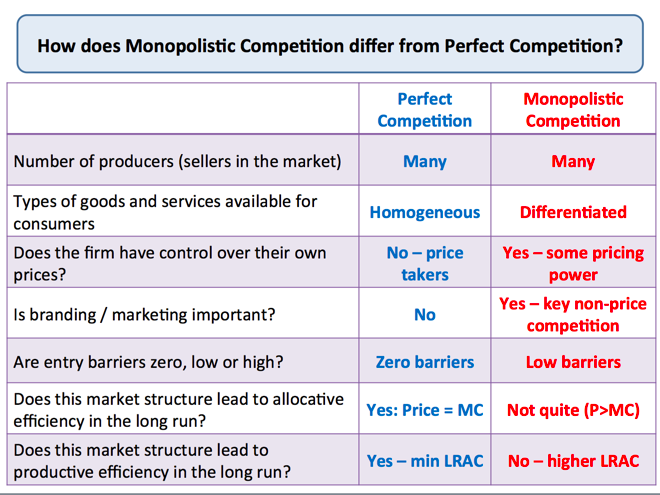 How does Monopolistic Competition differ from Perfect Competition?
Perfect
Competition
Monopolistic
Competition
Number of producers (sellers in the market)
Many
Many
Types of goods and services available for
consumers
Homogeneous
Differentiated
Does the firm have control over their own
prices?
No – price
takers
Yes – some pricing
power
Is branding / marketing important?
No
Yes – key non-price
competition
Are entry barriers zero, low or high?
Zero barriers
Low barriers
Does this market structure lead to allocative
efficiency in the long run?
Yes: Price = MC
Not quite (P>MC)
Does this market structure lead to
productive efficiency in the long run?
Yes – min LRAC
No – higher LRAC